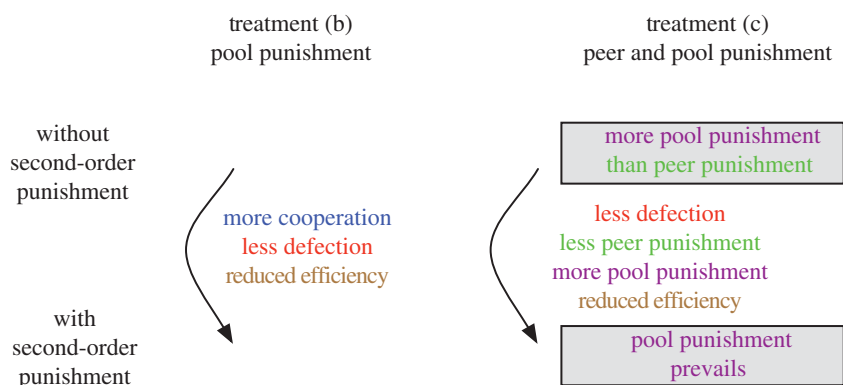 treatment (b)
pool punishment
treatment (c)
peer and pool punishment
without
second-order
punishment
more pool punishment
than peer punishment
more cooperation
less defection
reduced efficiency
less defection
less peer punishment
more pool punishment
reduced efficiency
with
second-order
punishment
pool punishment
prevails